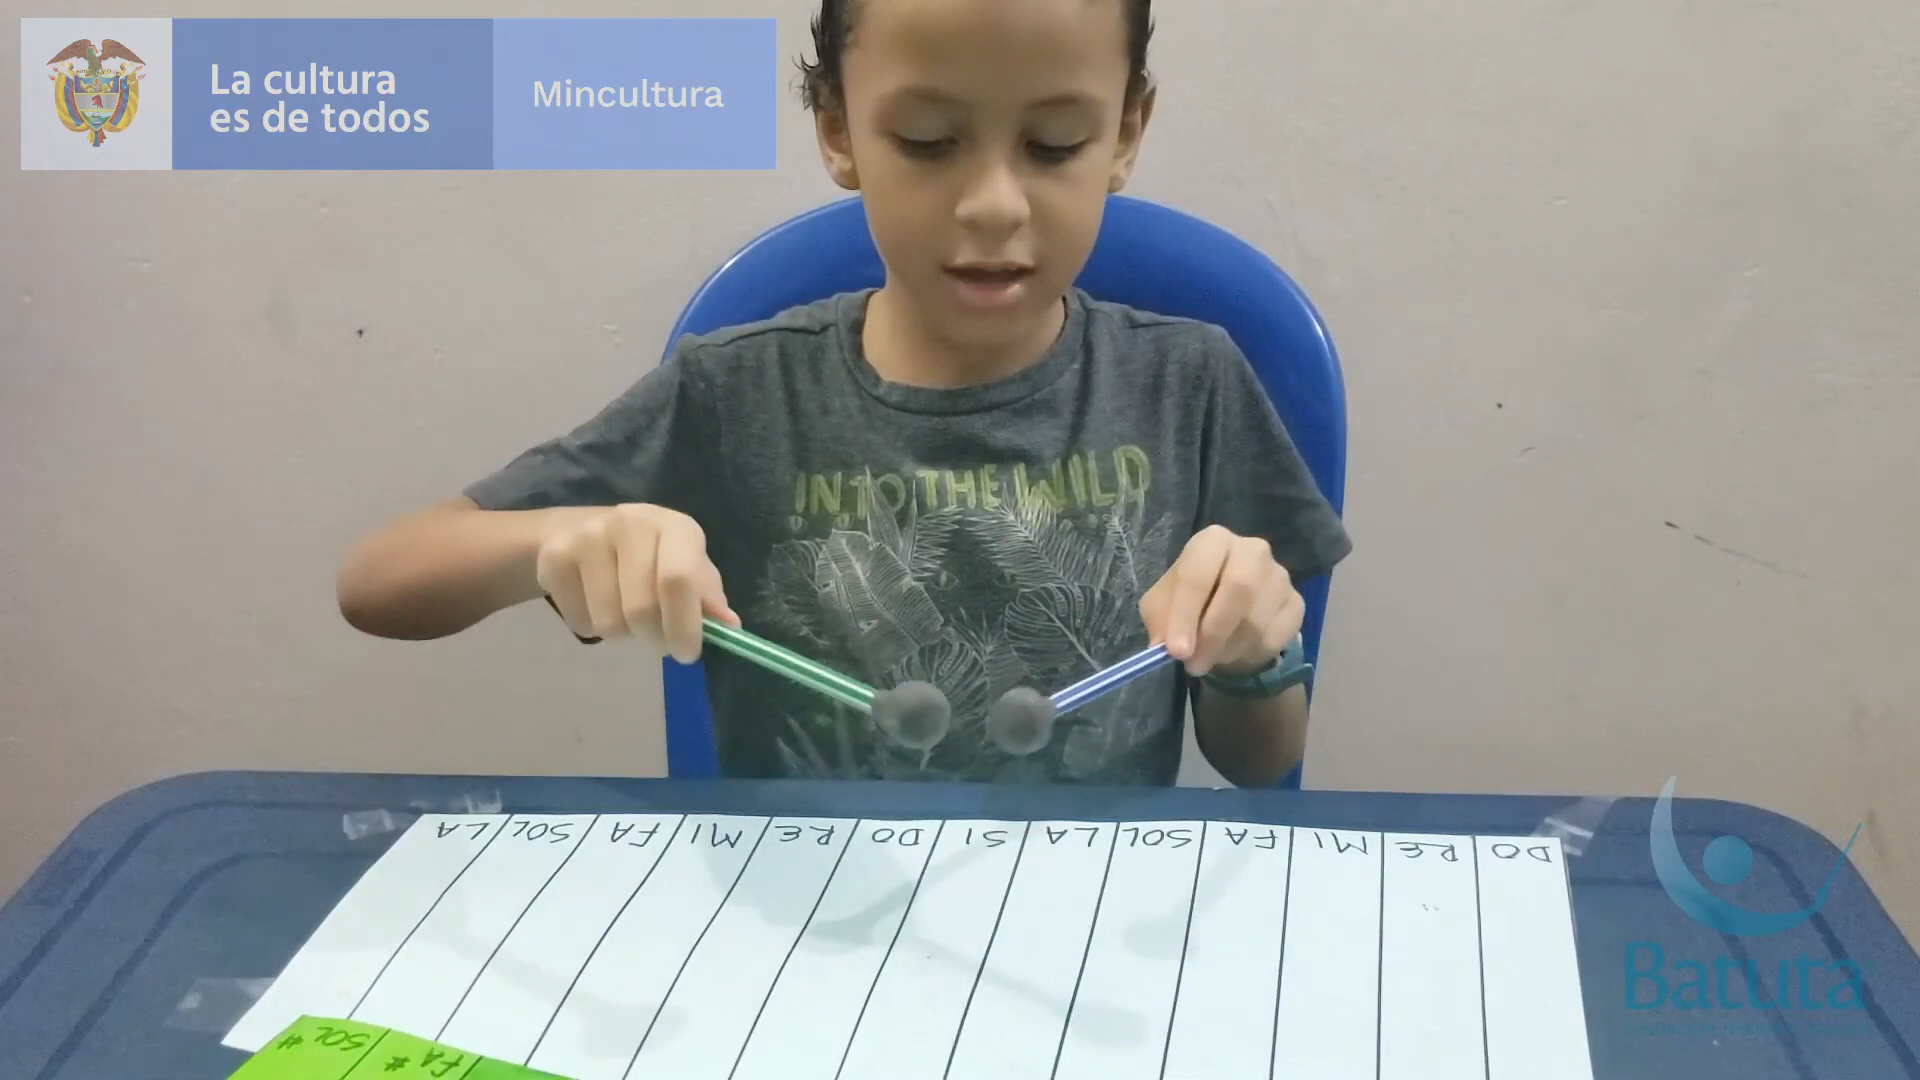 La cultura
es de todos
Mincultura
INTO THE WILD
DO RE MI FA SOL LA SI DO RE MI FA SOL LA
FA# SOL#
Batuta